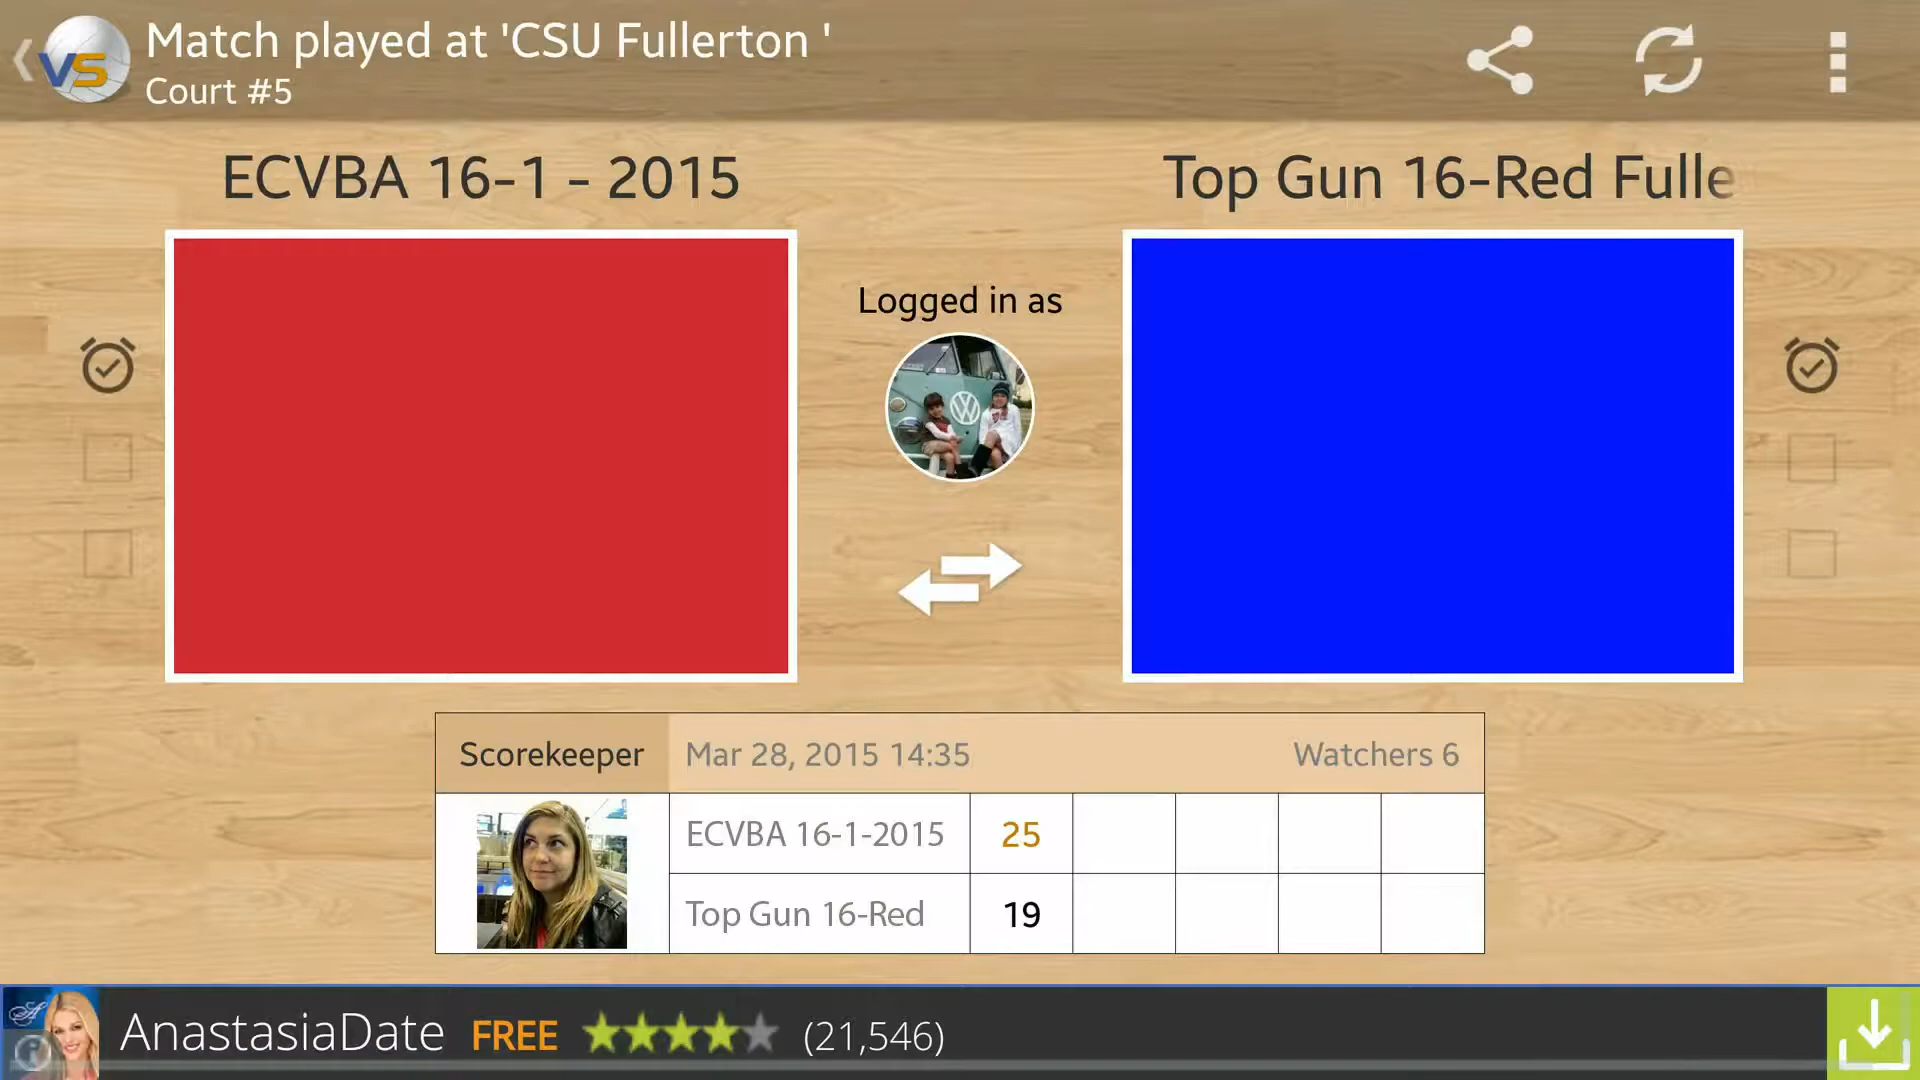 VS
Match played at 'CSU Fullerton '
Court #5
ECVBA 16-1 - 2015
Top Gun 16-Red Fulle
Logged in as
Scorekeeper
Mar 28, 2015 14:35
Watchers 6
ECVBA 16-1-2015 25
Top Gun 16-Red 19
AnastasiaDate FREE (21,546)